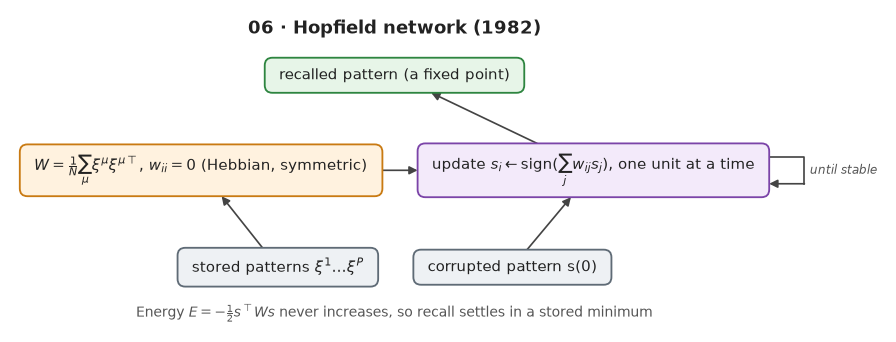 06 · Hopfield network (1982)
recalled pattern (a fixed point)
W = 1/N ∑_μ ξ^μ ξ^μ⊤, w_ii = 0 (Hebbian, symmetric)
update s_i ← sign(∑_j w_ij s_j), one unit at a time
until stable
stored patterns ξ^1...ξ^P
corrupted pattern s(0)
Energy E = −1/2 s⊤Ws never increases, so recall settles in a stored minimum